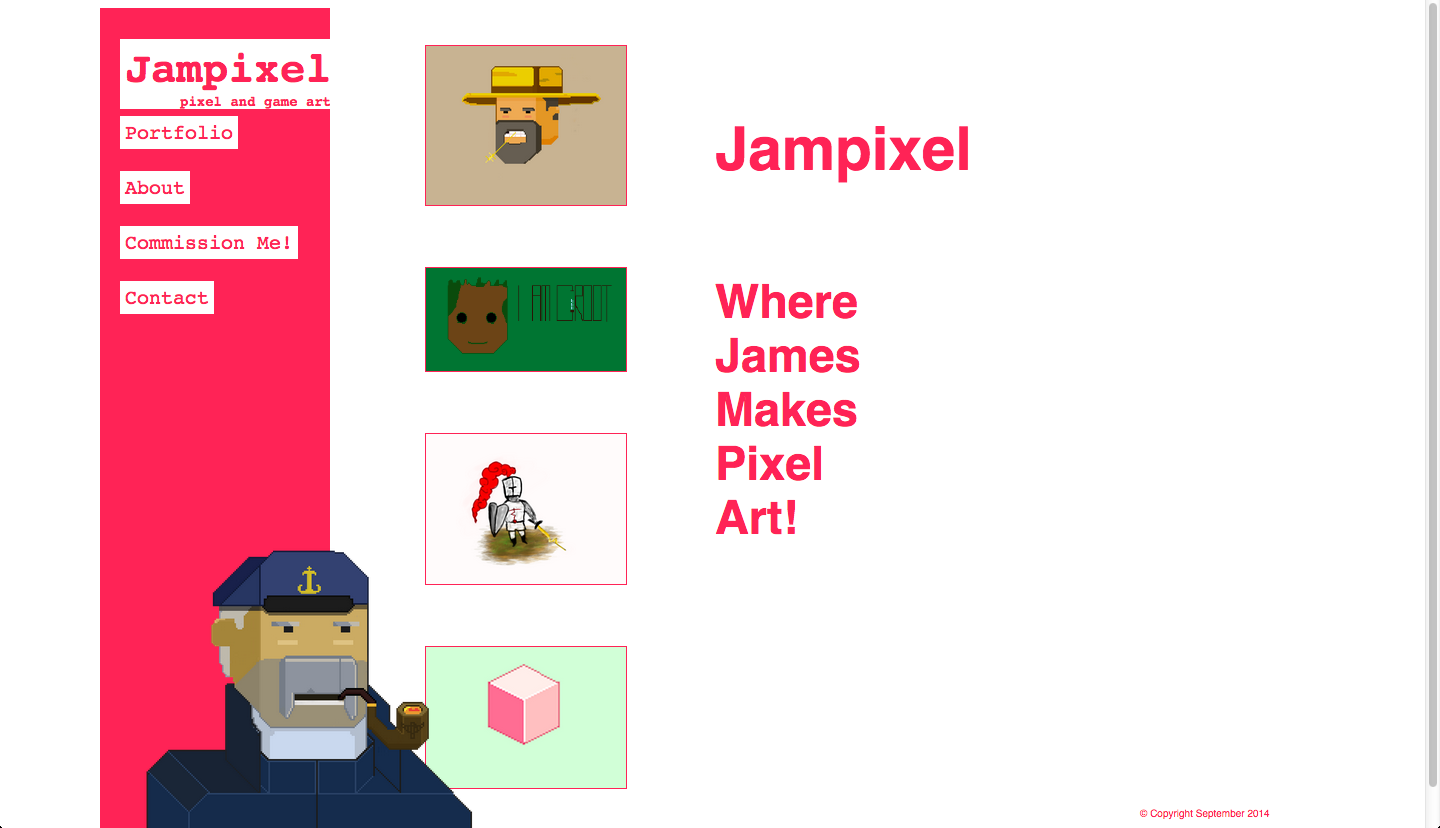 Jampixel
pixel and game art
Portfolio
About
Commission Me!
Contact
I AM GROOT
Jampixel
Where
James
Makes
Pixel
Art!
© Copyright September 2014